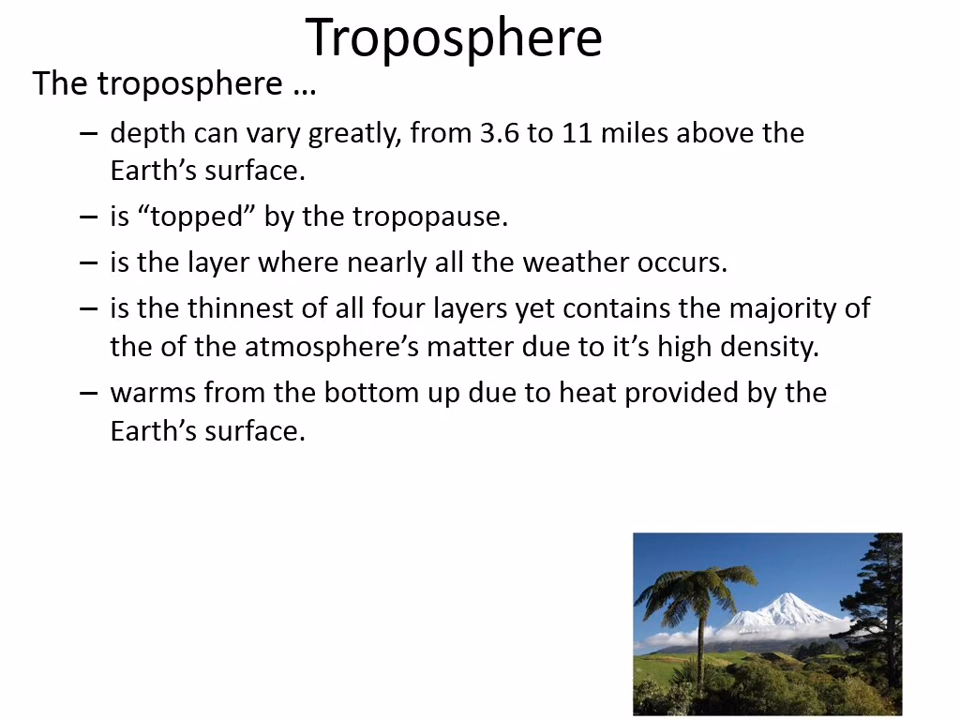 Troposphere
The troposphere …
– depth can vary greatly, from 3.6 to 11 miles above the
Earth’s surface.
– is “topped” by the tropopause.
– is the layer where nearly all the weather occurs.
– is the thinnest of all four layers yet contains the majority of
the of the atmosphere’s matter due to it’s high density.
– warms from the bottom up due to heat provided by the
Earth’s surface.